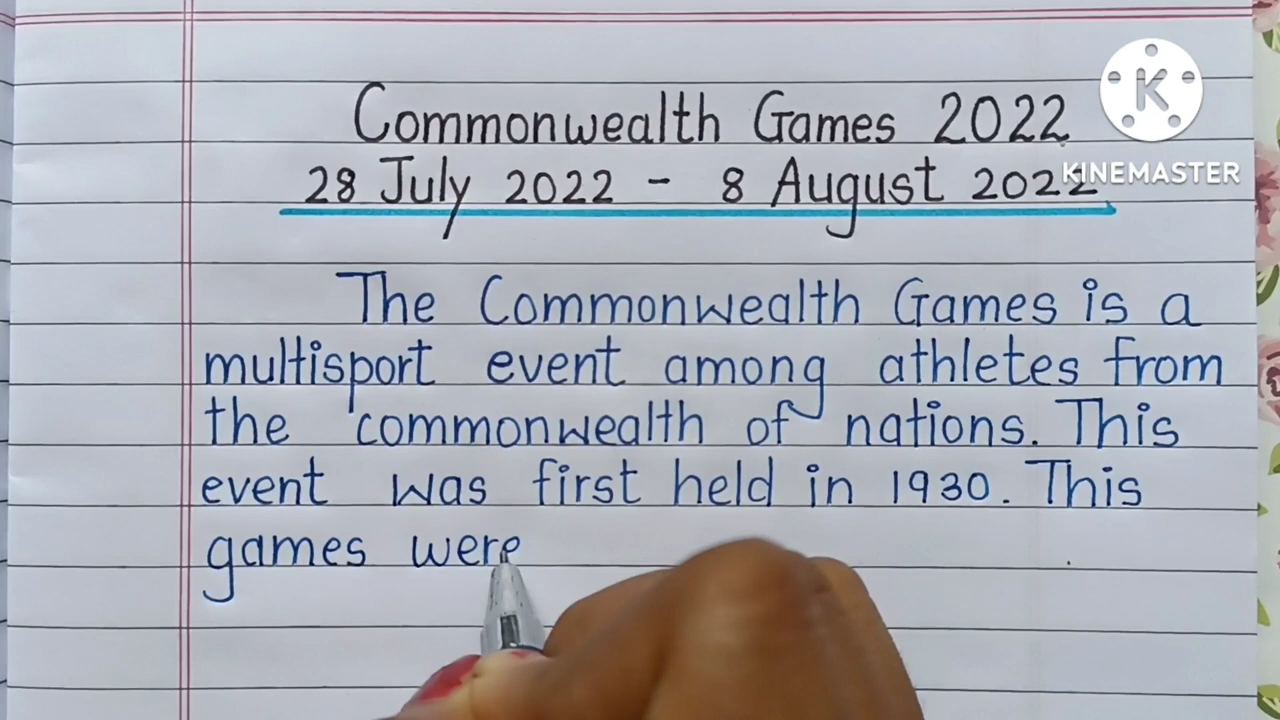 Commonwealth Games 2022
28 July 2022 - 8 August 2022
The Commonwealth Games is a
multisport event among athletes from
the commonwealth of nations. This
event was first held in 1930. This
games were
K
KINEMASTER